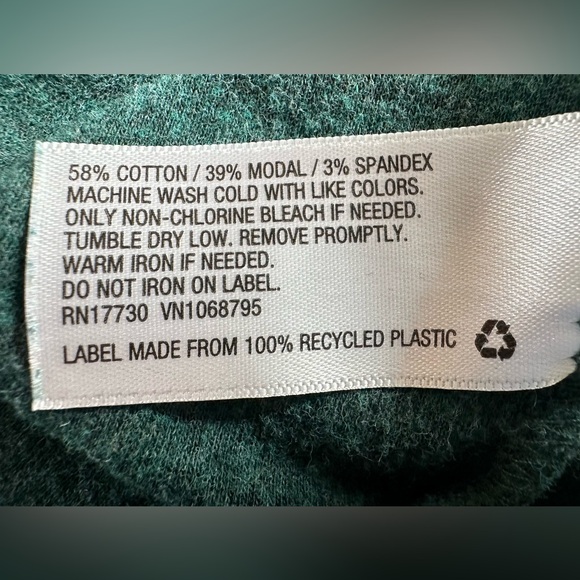 58% COTTON / 39% MODAL / 3% SPANDEX
MACHINE WASH COLD WITH LIKE COLORS.
ONLY NON-CHLORINE BLEACH IF NEEDED.
TUMBLE DRY LOW. REMOVE PROMPTLY.
WARM IRON IF NEEDED.
DO NOT IRON ON LABEL.
RN17730 VN1068795
LABEL MADE FROM 100% RECYCLED PLASTIC